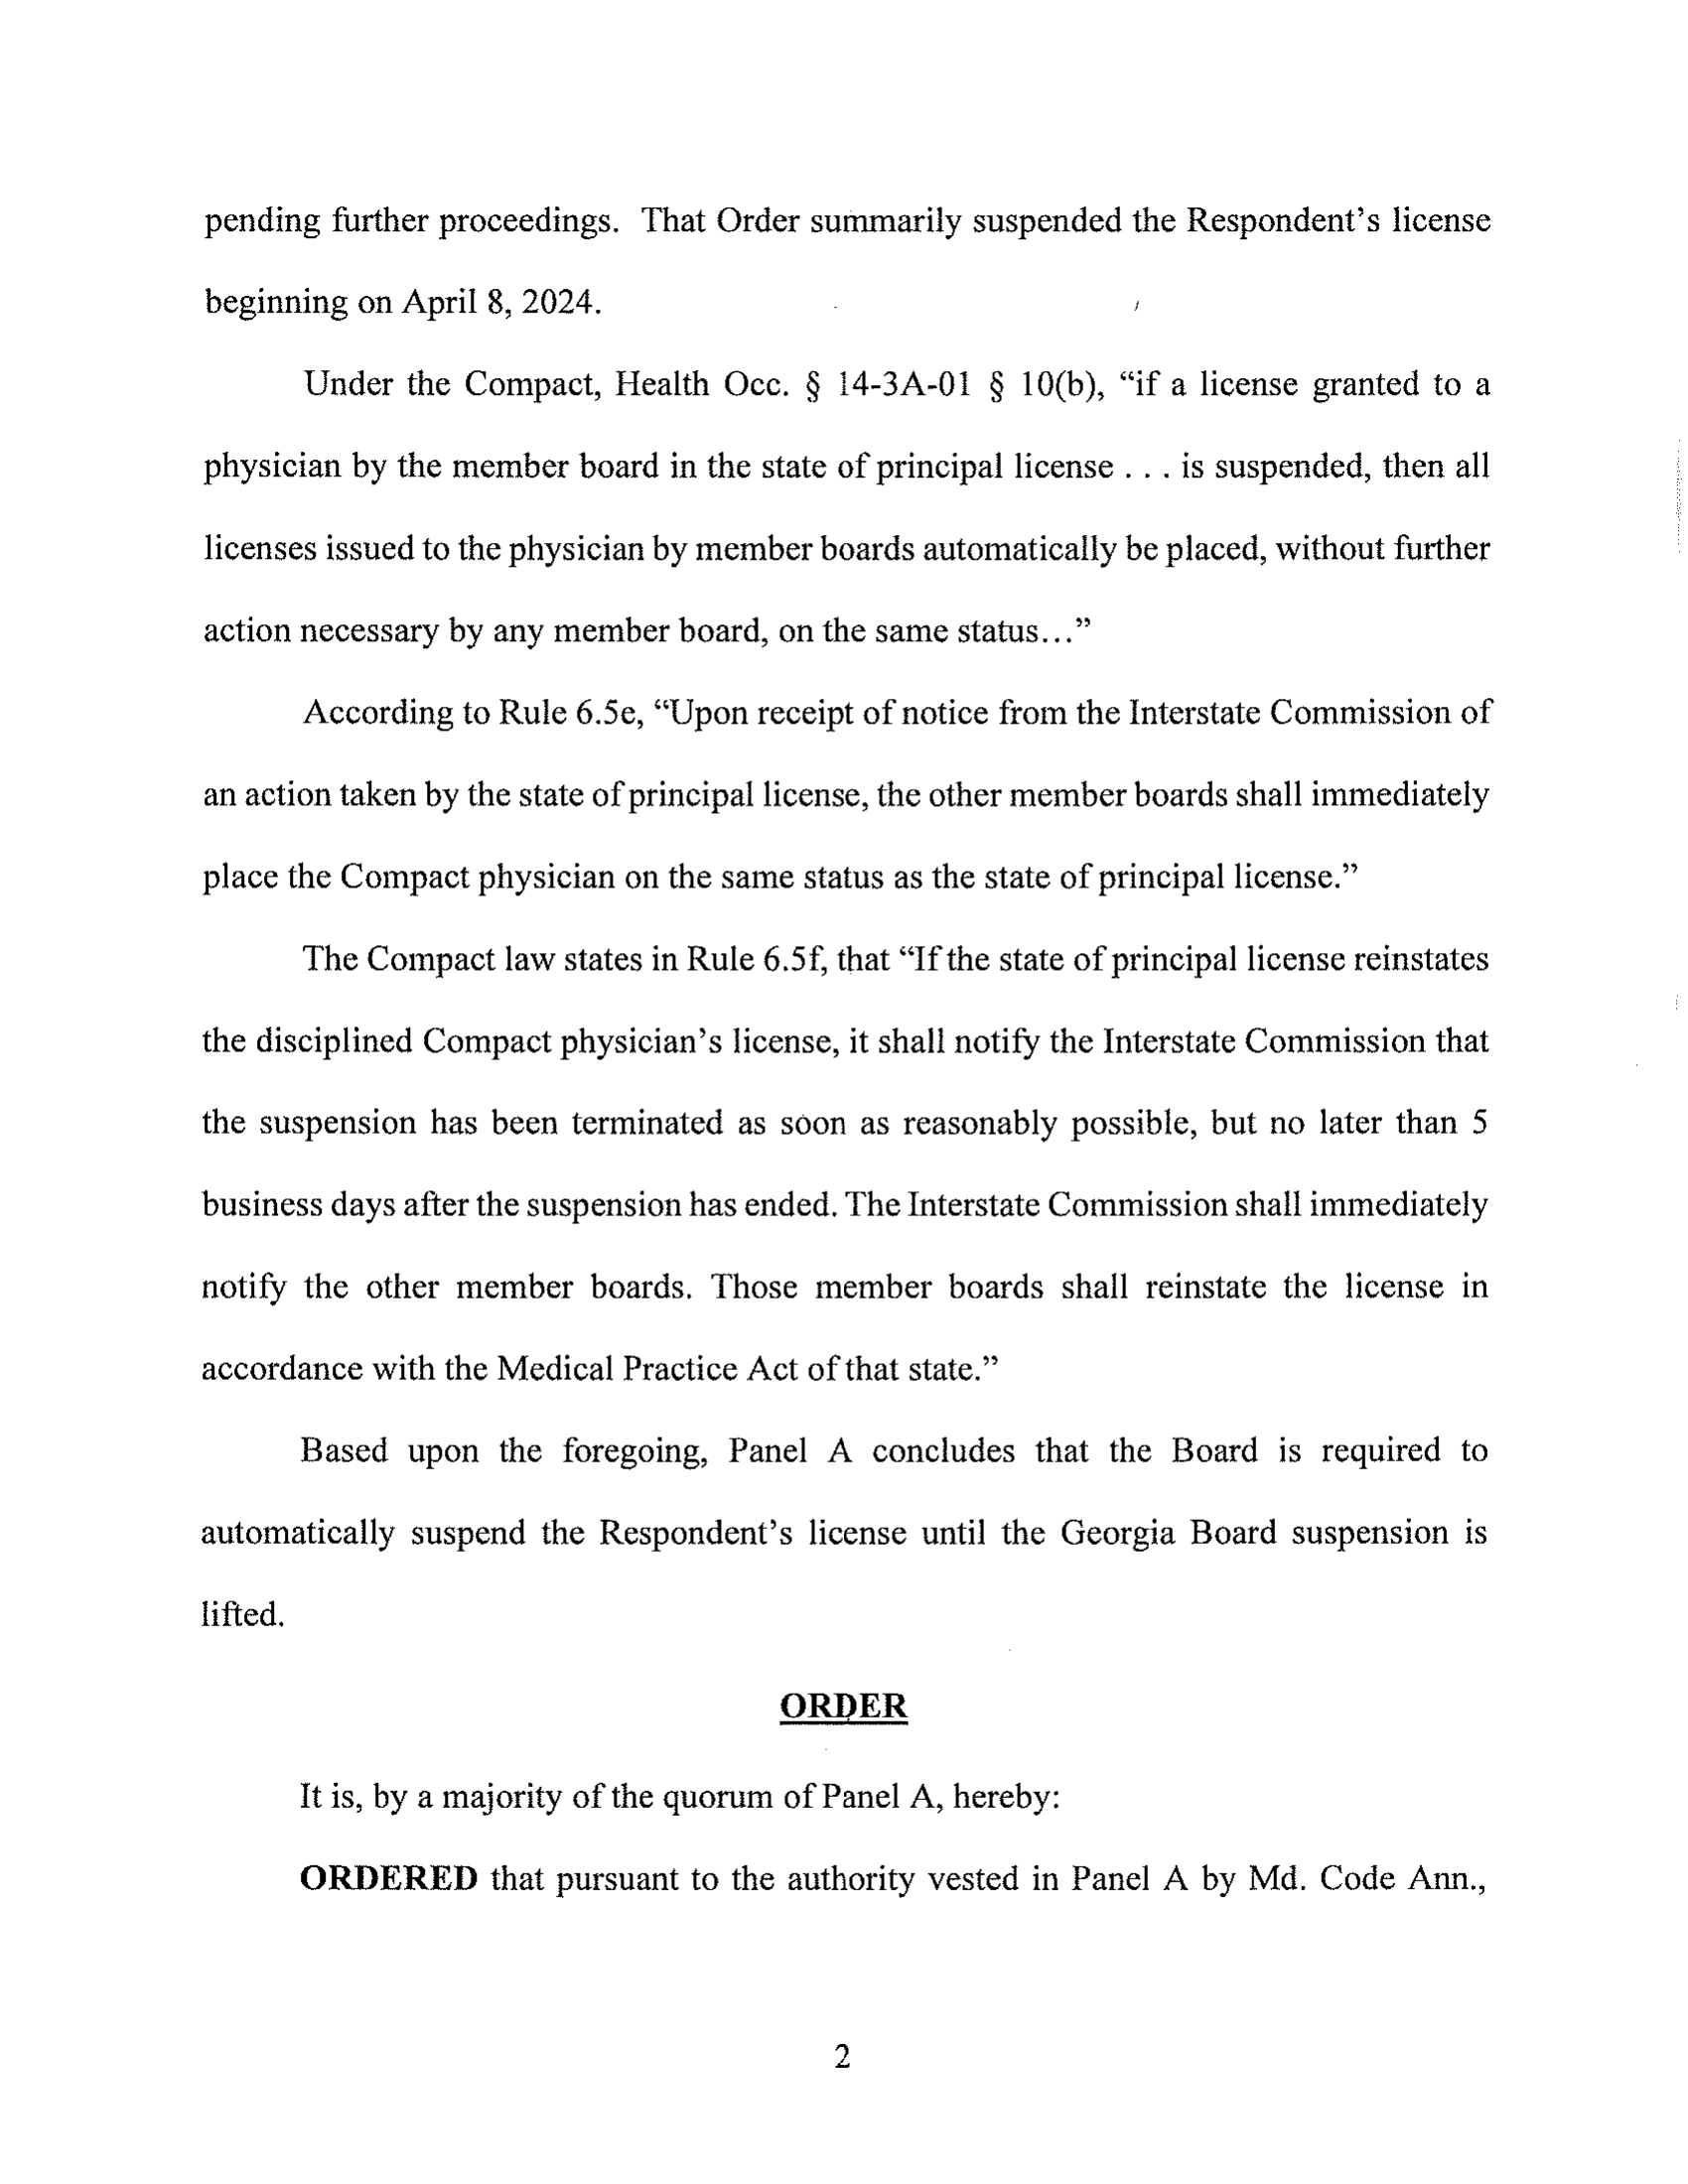 pending further proceedings. That Order summarily suspended the Respondent's license
beginning on April 8, 2024.
Under the Compact, Health Occ. § 14-3A-01 § 10(b), “if a license granted to a
physician by the member board in the state of principal license . . . is suspended, then all
licenses issued to the physician by member boards automatically be placed, without further
action necessary by any member board, on the same status…”
According to Rule 6.5e, “Upon receipt of notice from the Interstate Commission of
an action taken by the state of principal license, the other member boards shall immediately
place the Compact physician on the same status as the state of principal license.”
The Compact law states in Rule 6.5f, that “If the state of principal license reinstates
the disciplined Compact physician's license, it shall notify the Interstate Commission that
the suspension has been terminated as soon as reasonably possible, but no later than 5
business days after the suspension has ended. The Interstate Commission shall immediately
notify the other member boards. Those member boards shall reinstate the license in
accordance with the Medical Practice Act of that state.”
Based upon the foregoing, Panel A concludes that the Board is required to
automatically suspend the Respondent's license until the Georgia Board suspension is
lifted.
ORDER
It is, by a majority of the quorum of Panel A, hereby:
ORDERED that pursuant to the authority vested in Panel A by Md. Code Ann.,
2